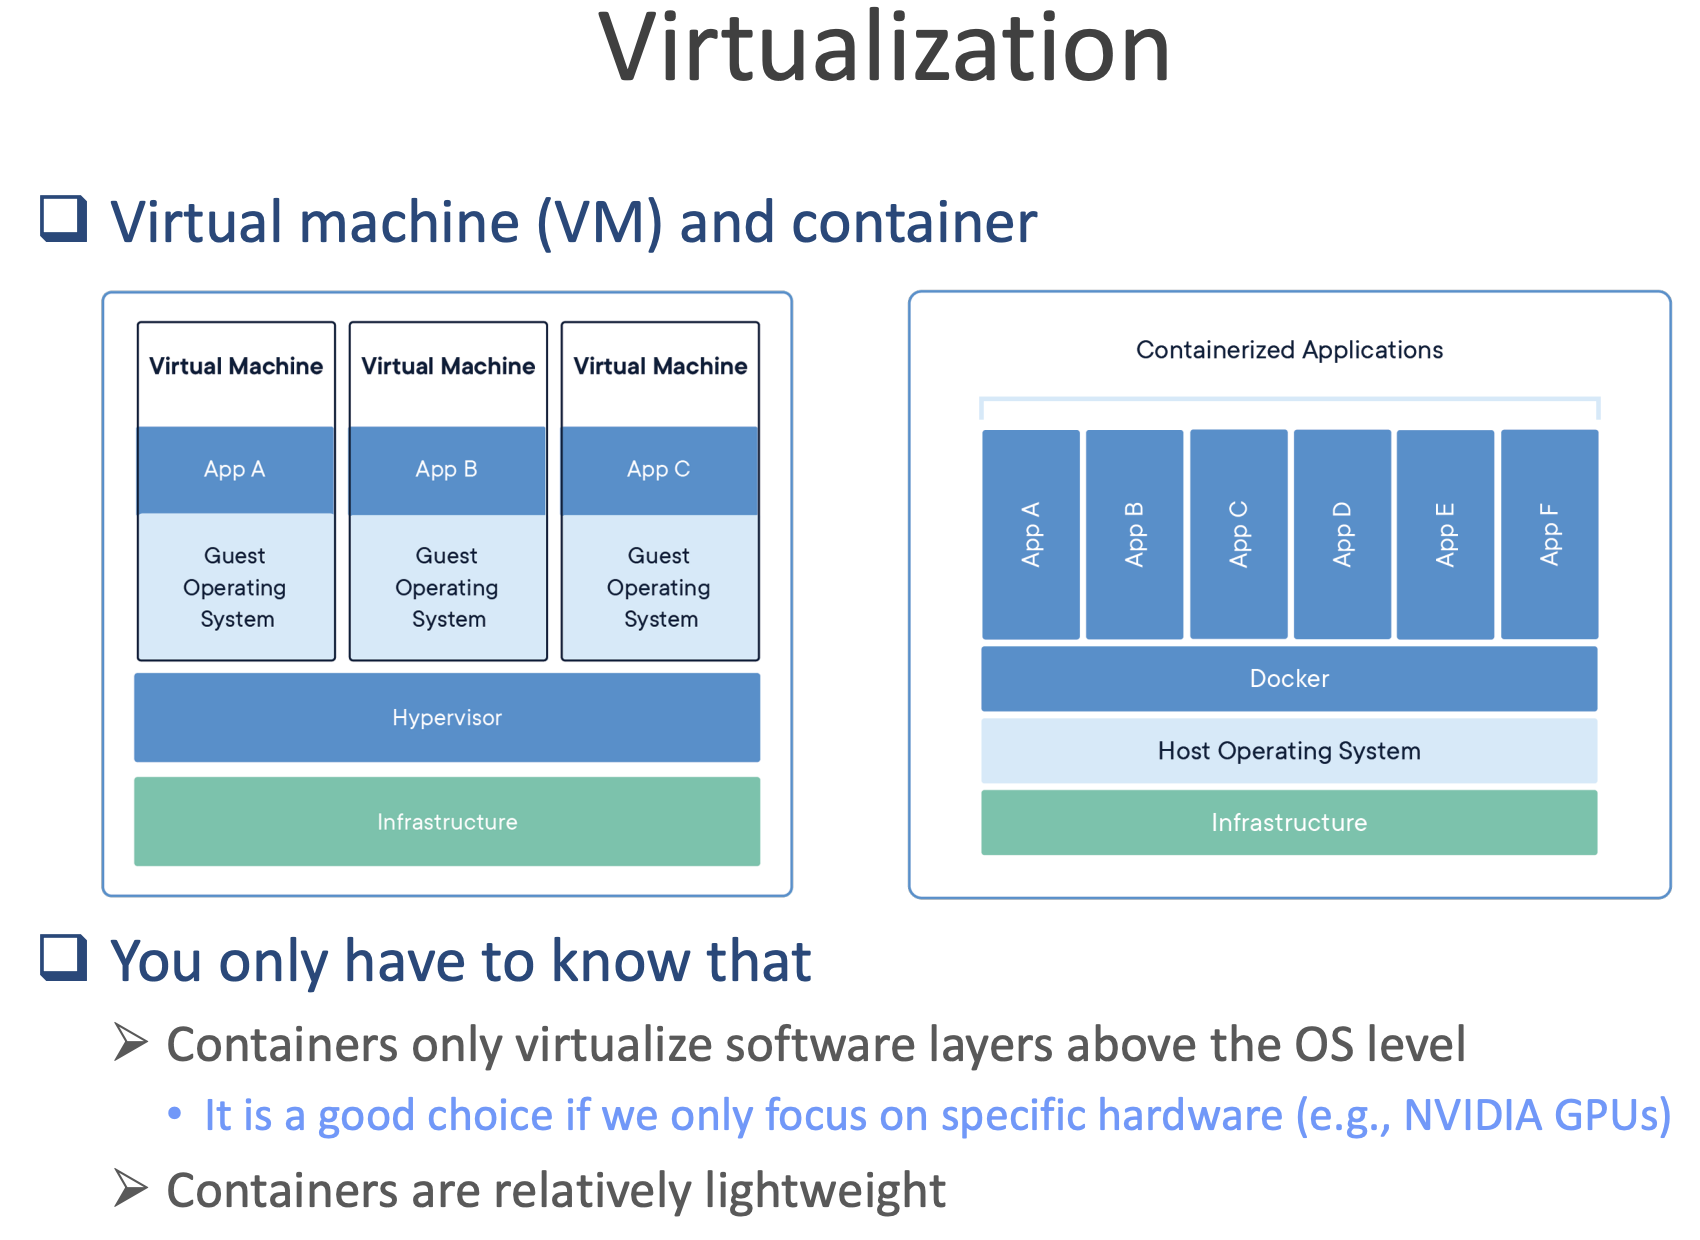 Virtualization
Virtual machine (VM) and container
Virtual Machine
App A
Guest
Operating
System
Virtual Machine
App B
Guest
Operating
System
Virtual Machine
App C
Guest
Operating
System
Hypervisor
Infrastructure
Containerized Applications
App A
App B
App C
App D
App E
App F
Docker
Host Operating System
Infrastructure
You only have to know that
Containers only virtualize software layers above the OS level
• It is a good choice if we only focus on specific hardware (e.g., NVIDIA GPUs)
Containers are relatively lightweight